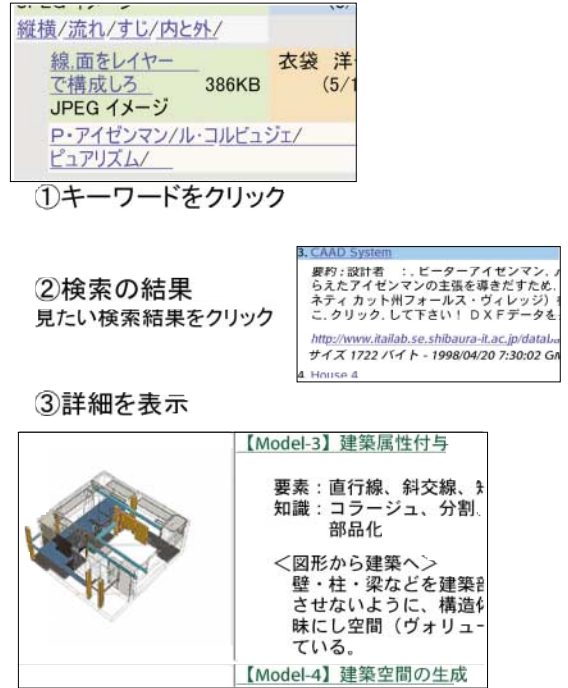 縦横/流れ/すじ/内と外/
線,面をレイヤー
で構成しろ 386KB
JPEG イメージ
衣袋 洋
(5/1
P・アイゼンマン/ル・コルビュジェ/
ピュアリズム/
①キーワードをクリック
②検索の結果
見たい検索結果をクリック
3. CAAD System
要約 : 設計者 : , ピーターアイゼンマン,
らえたアイゼンマンの主張を導きだすため,
ネティ カット州フォールス・ヴィレッジ）
こ, クリック, して下さい！ ＤＸＦデータを
http://www.itailab.se.shibaura-it.ac.jp/datab
サイズ 1722 バイト - 1998/04/20 7:30:02 GM
4. House 4
③詳細を表示
【Model-3】建築属性付与
要素：直行線、斜交線、
知識：コラージュ、分割、
部品化
＜図形から建築へ＞
壁・柱・梁などを建築部
させないように、構造化
昧にし空間（ヴォリュー
ている。
【Model-4】建築空間の生成